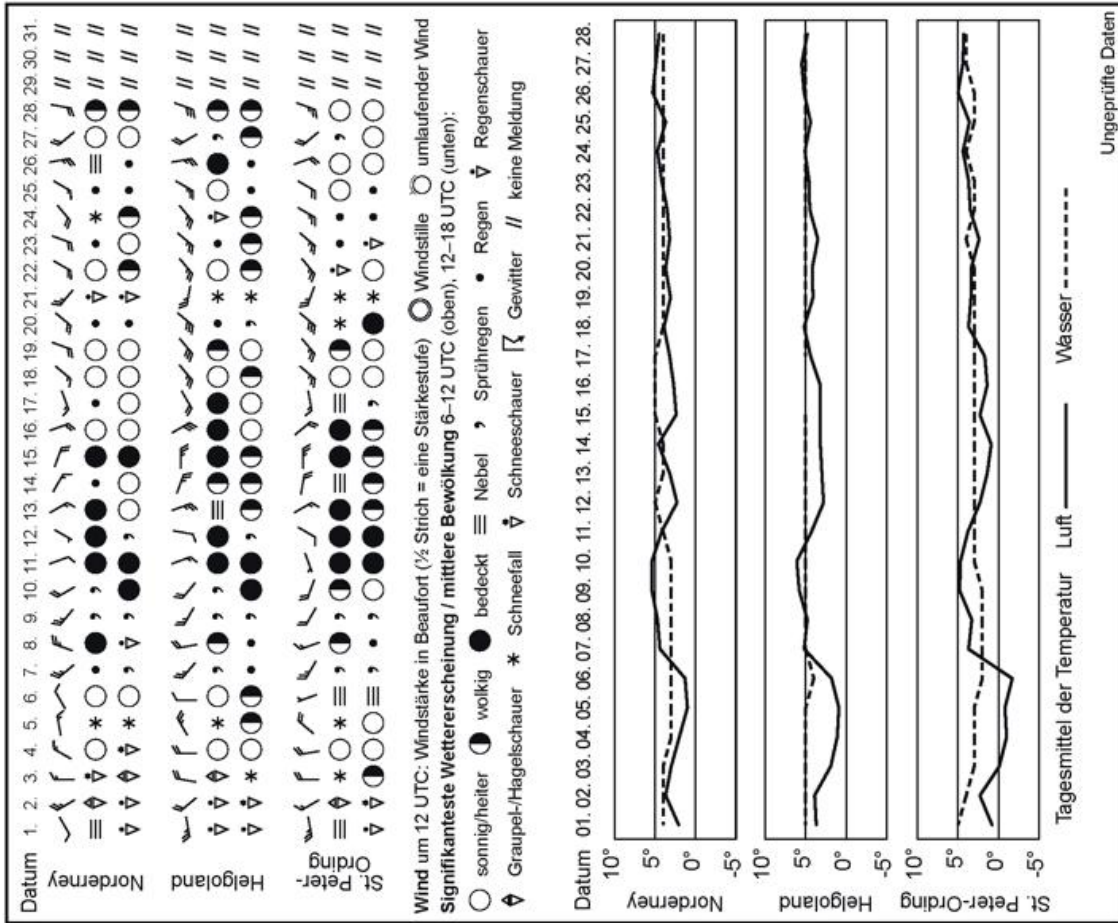 Datum 1. 2. 3. 4. 5. 6. 7. 8. 9. 10. 11. 12. 13. 14. 15. 16. 17. 18. 19. 20. 21. 22. 23. 24. 25. 26. 27. 28. 29. 30. 31.
Norderney
Helgoland
St. Peter-
Ording
Wind um 12 UTC: Windstärke in Beaufort (½ Strich = eine Stärkestufe) Windstille umlaufender Wind
Signifikanteste Wettererscheinung / mittlere Bewölkung 6–12 UTC (oben), 12–18 UTC (unten):
sonnig/heiter wolkig bedeckt Nebel Sprühregen Regen Regenschauer
Graupel-/Hagelschauer Schneefall Schneeschauer Gewitter // keine Meldung
Datum 01. 02. 03. 04. 05. 06. 07. 08. 09. 10. 11. 12. 13. 14. 15. 16. 17. 18. 19. 20. 21. 22. 23. 24. 25. 26. 27. 28.
10°
5°
0°
-5°
Norderney
10°
5°
0°
-5°
Helgoland
10°
5°
0°
-5°
St. Peter-Ording
Tagesmittel der Temperatur Luft Wasser
Ungeprüfte Daten